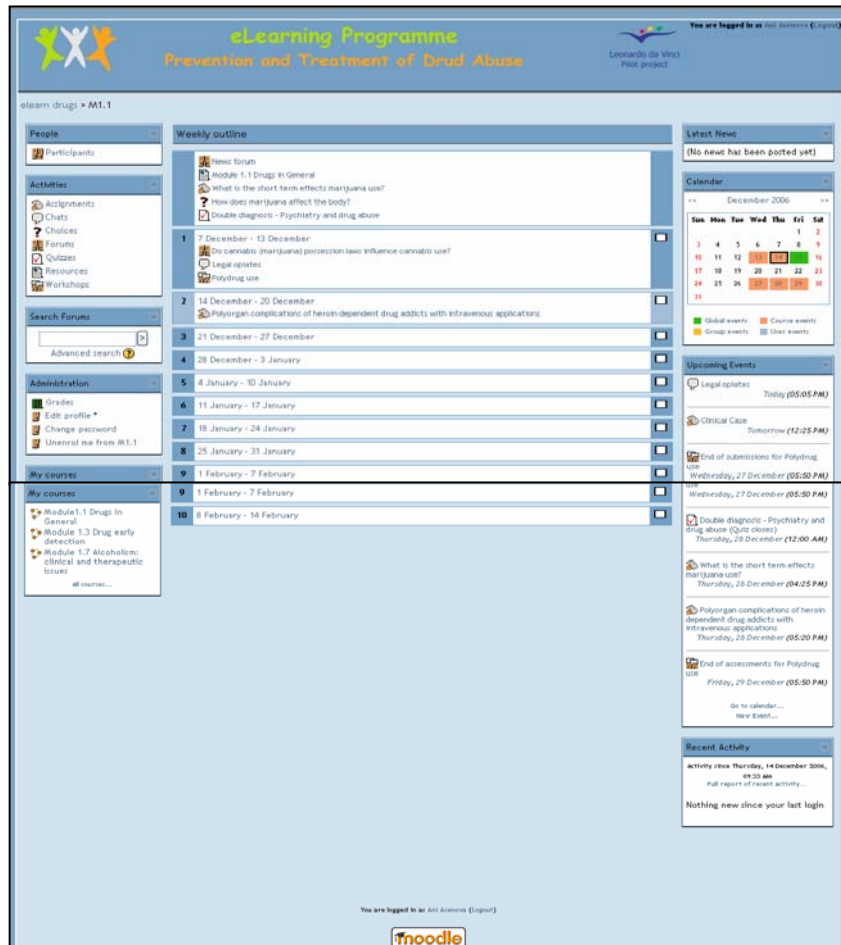 You are logged in as Ani Asenova (Logout)
eLearning Programme
Prevention and Treatment of Drud Abuse
Leonardo da Vinci
Pilot project
elearn drugs » M1.1
People
Participants
Activities
Assignments
Chats
Choices
Forums
Quizzes
Resources
Workshops
Search Forums
>
Advanced search ?
Administration
Grades
Edit profile
Change password
Unenrol me from M1.1
My courses
My courses
Module1.1 Drugs in
General
Module 1.3 Drug early
detection
Module 1.7 Alcoholism:
clinical and therapeutic
issues
All courses...
Weekly outline
News forum
Module 1.1 Drugs in General
What is the short term effects marijuana use?
How does marijuana affect the body?
Double diagnosis - Psychiatry and drug abuse
1 7 December - 13 December
Do cannabis (marijuana) possession laws influence cannabis use?
Legal opiates
Polydrug use
2 14 December - 20 December
Polyorgan complications of heroin dependent drug addicts with intravenous applications
3 21 December - 27 December
4 28 December - 3 January
5 4 January - 10 January
6 11 January - 17 January
7 18 January - 24 January
8 25 January - 31 January
9 1 February - 7 February
9 1 February - 7 February
10 8 February - 14 February
Latest News
(No news has been posted yet)
Calendar
<< December 2006 >>
Sun Mon Tue Wed Thu Fri Sat
1 2
3 4 5 6 7 8 9
10 11 12 13 14 15 16
17 18 19 20 21 22 23
24 25 26 27 28 29 30
31
Global events Course events
Group events User events
Upcoming Events
Legal opiates
Today (05:05 PM)
Clinical Case
Tomorrow (12:25 PM)
End of submissions for Polydrug
use
Wednesday, 27 December (05:50 PM)
use
Wednesday, 27 December (05:50 PM)
Double diagnosis - Psychiatry and
drug abuse (Quiz closes)
Thursday, 28 December (12:00 AM)
What is the short term effects
marijuana use?
Thursday, 28 December (04:25 PM)
Polyorgan complications of heroin
dependent drug addicts with
intravenous applications
Thursday, 28 December (05:20 PM)
End of assessments for Polydrug
use
Friday, 29 December (05:50 PM)
Go to calendar...
New Event...
Recent Activity
Activity since Thursday, 14 December 2006,
09:33 AM
Full report of recent activity...
Nothing new since your last login
You are logged in as Ani Asenova (Logout)
moodle